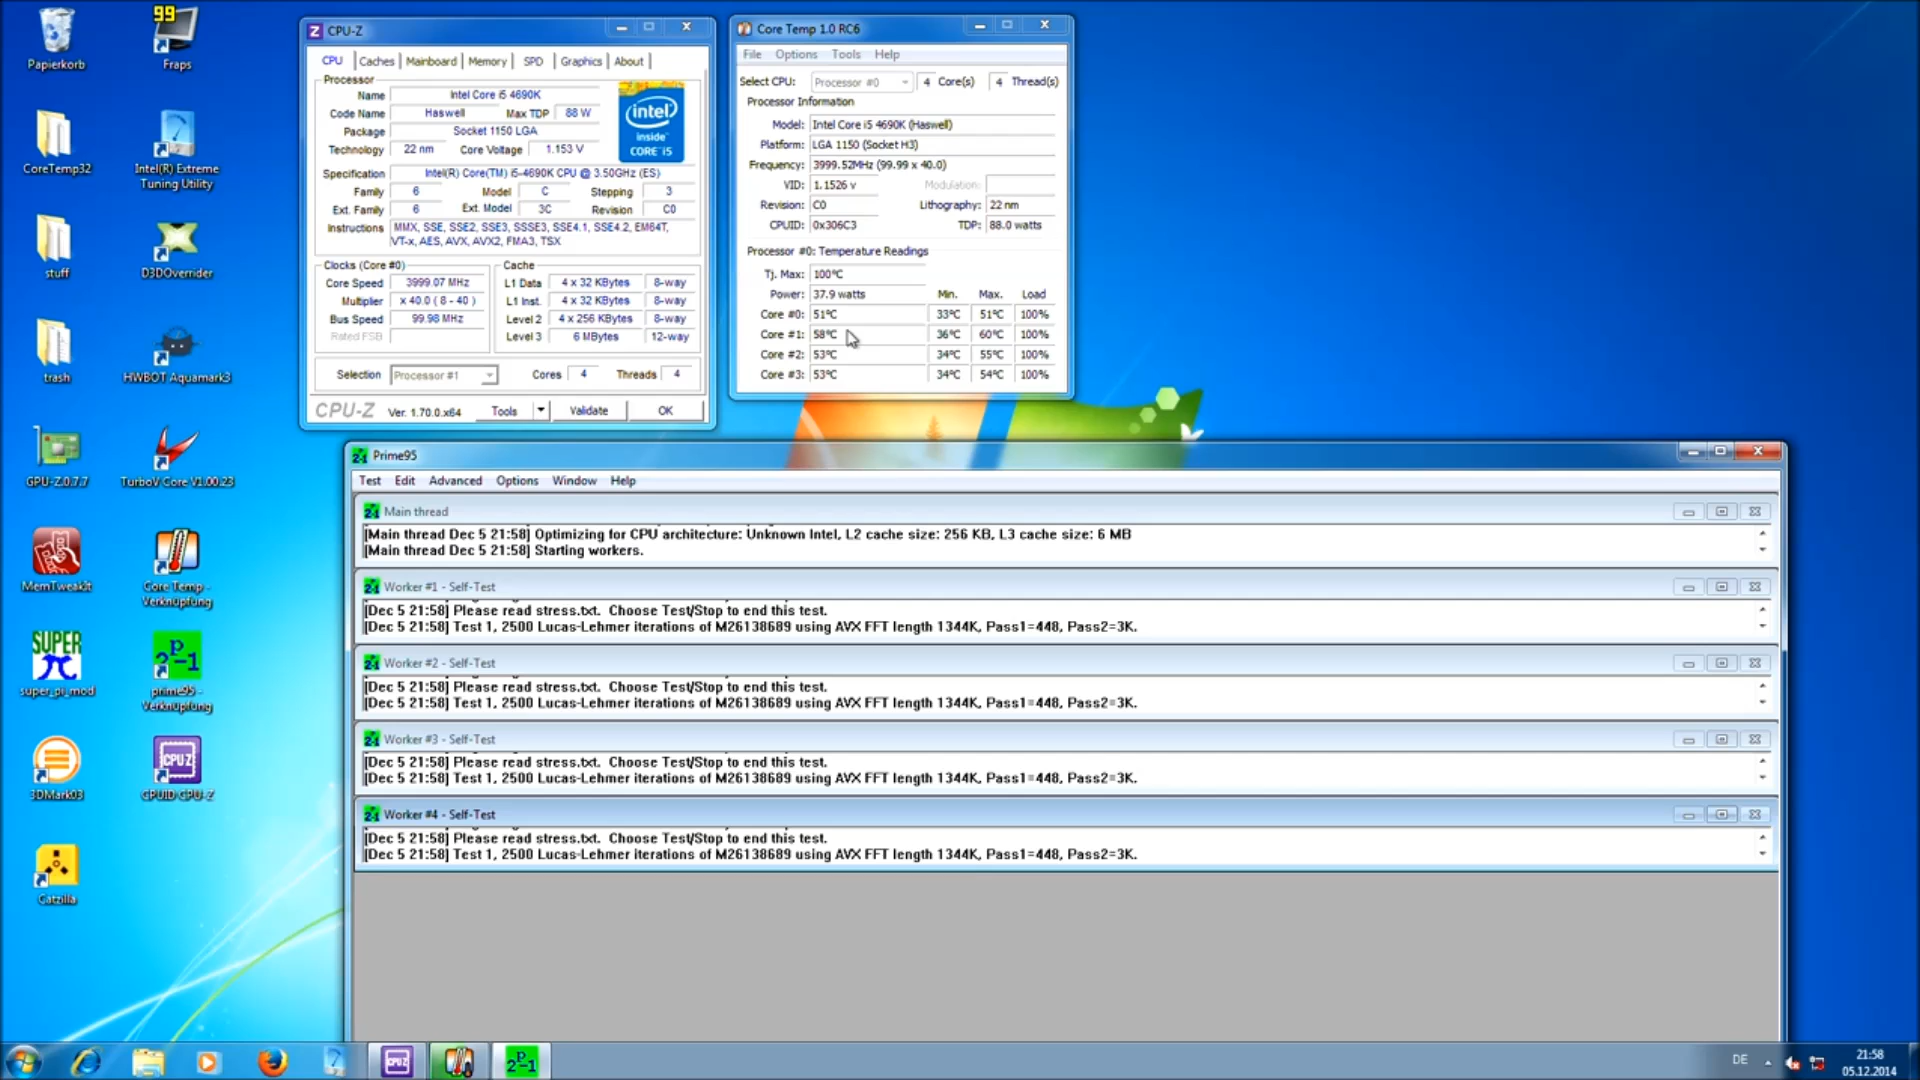 99
Papierkorb
Fraps
CoreTemp32
Intel(R) Extreme
Tuning Utility
stuff
D3DOverrider
trash
HWBOT Aquamark3
GPU-Z.0.7.7
TurboV Core V1.00.23
MemTweakIt
Core Temp -
Verknüpfung
SUPER
π
super_pi_mod
2P-1
prime95 -
Verknüpfung
3DMark03
CPU-Z
CPUID CPU-Z
Catzilla
CPU-Z
CPU Caches Mainboard Memory SPD Graphics About
Processor
Name Intel Core i5 4690K
Code Name Haswell Max TDP 88 W
Package Socket 1150 LGA
Technology 22 nm Core Voltage 1.153 V
intel
inside
CORE i5
Specification Intel(R) Core(TM) i5-4690K CPU @ 3.50GHz (ES)
Family 6 Model C Stepping 3
Ext. Family 6 Ext. Model 3C Revision C0
Instructions MMX, SSE, SSE2, SSE3, SSSE3, SSE4.1, SSE4.2, EM64T,
VT-x, AES, AVX, AVX2, FMA3, TSX
Clocks (Core #0)
Core Speed 3999.07 MHz
Multiplier x 40.0 ( 8 - 40 )
Bus Speed 99.98 MHz
Rated FSB
Cache
L1 Data 4 x 32 KBytes 8-way
L1 Inst. 4 x 32 KBytes 8-way
Level 2 4 x 256 KBytes 8-way
Level 3 6 MBytes 12-way
Selection Processor #1 Cores 4 Threads 4
CPU-Z Ver. 1.70.0.x64 Tools Validate OK
Core Temp 1.0 RC6
File Options Tools Help
Select CPU: Processor #0 4 Core(s) 4 Thread(s)
Processor Information
Model: Intel Core i5 4690K (Haswell)
Platform: LGA 1150 (Socket H3)
Frequency: 3999.52MHz (99.99 x 40.0)
VID: 1.1526 v Modulation:
Revision: C0 Lithography: 22 nm
CPUID: 0x306C3 TDP: 88.0 watts
Processor #0: Temperature Readings
Tj. Max: 100°C
Power: 37.9 watts Min. Max. Load
Core #0: 51°C 33°C 51°C 100%
Core #1: 58°C 36°C 60°C 100%
Core #2: 53°C 34°C 55°C 100%
Core #3: 53°C 34°C 54°C 100%
Prime95
Test Edit Advanced Options Window Help
Main thread
[Main thread Dec 5 21:58] Optimizing for CPU architecture: Unknown Intel, L2 cache size: 256 KB, L3 cache size: 6 MB
[Main thread Dec 5 21:58] Starting workers.
Worker #1 - Self-Test
[Dec 5 21:58] Please read stress.txt. Choose Test/Stop to end this test.
[Dec 5 21:58] Test 1, 2500 Lucas-Lehmer iterations of M26138689 using AVX FFT length 1344K, Pass1=448, Pass2=3K.
Worker #2 - Self-Test
[Dec 5 21:58] Please read stress.txt. Choose Test/Stop to end this test.
[Dec 5 21:58] Test 1, 2500 Lucas-Lehmer iterations of M26138689 using AVX FFT length 1344K, Pass1=448, Pass2=3K.
Worker #3 - Self-Test
[Dec 5 21:58] Please read stress.txt. Choose Test/Stop to end this test.
[Dec 5 21:58] Test 1, 2500 Lucas-Lehmer iterations of M26138689 using AVX FFT length 1344K, Pass1=448, Pass2=3K.
Worker #4 - Self-Test
[Dec 5 21:58] Please read stress.txt. Choose Test/Stop to end this test.
[Dec 5 21:58] Test 1, 2500 Lucas-Lehmer iterations of M26138689 using AVX FFT length 1344K, Pass1=448, Pass2=3K.
CPU-Z
2P-1
DE
21:58
05.12.2014